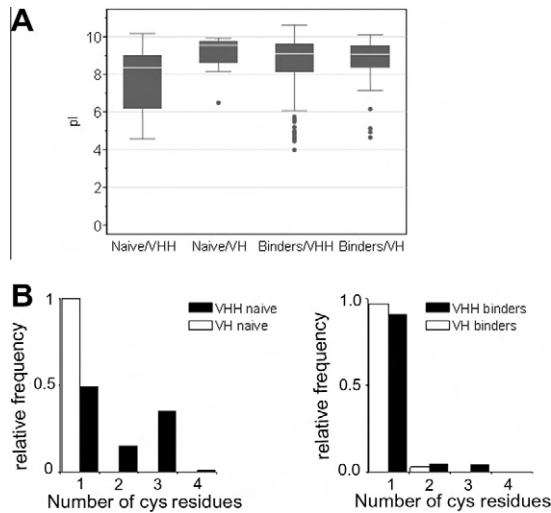 A
pI
10
8
6
4
2
0
Naive/VHH Naive/VH Binders/VHH Binders/VH
B
relative frequency
1
0.5
0
VHH naive
VH naive
1 2 3 4
Number of cys residues
relative frequency
1.0
0.5
0.0
VHH binders
VH binders
1 2 3 4
Number of cys residues